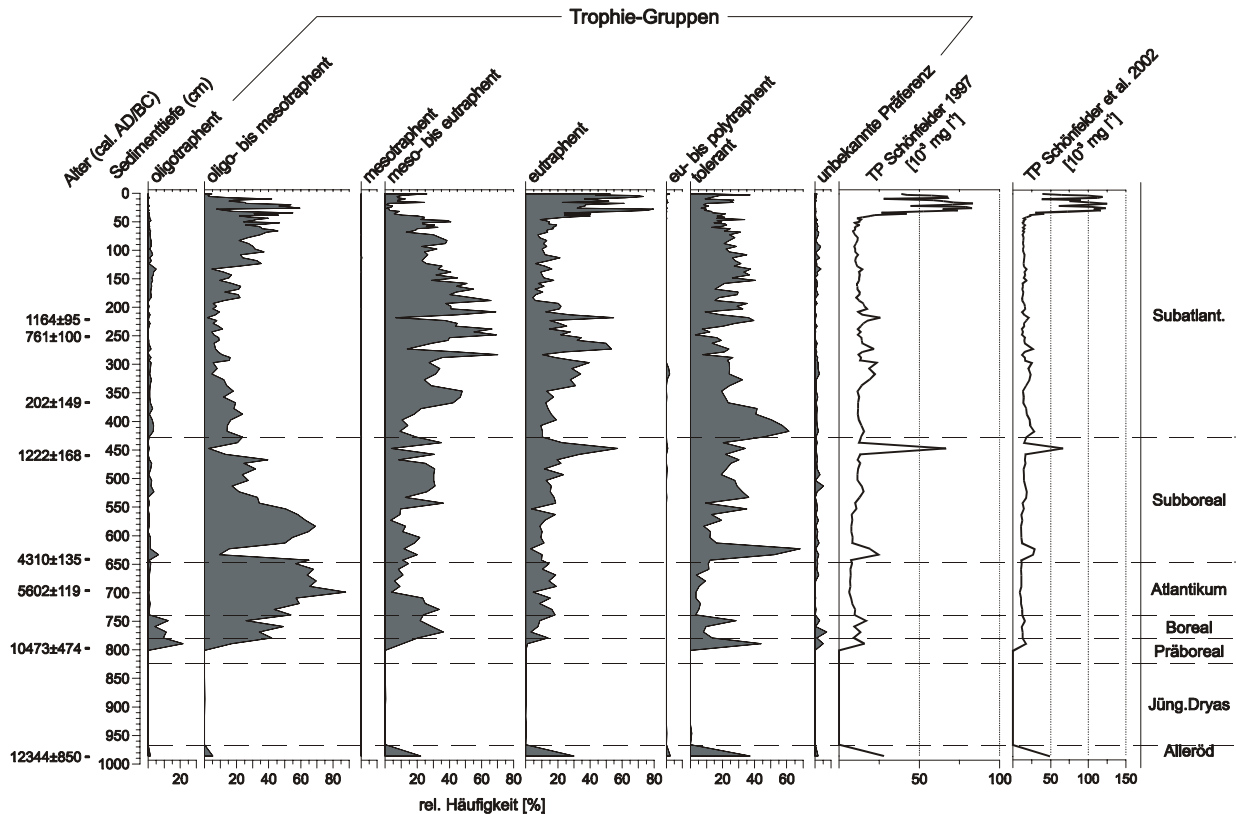 Trophie-Gruppen
Alter (cal. AD/BC)
Sedimenttiefe (cm)
oligotraphent
oligo- bis mesotraphent
mesotraphent
meso- bis eutraphent
eutraphent
eu- bis polytraphent
tolerant
unbekannte Präferenz
TP Schönfelder 1997
[10³ mg l⁻¹]
TP Schönfelder et al. 2002
[10³ mg l⁻¹]
0
50
100
150
200
1164±95
250
761±100
300
350
202±149
400
450
1222±168
500
550
600
4310±135
650
5602±119
700
750
10473±474
800
850
900
950
12344±850
1000
Subatlant.
Subboreal
Atlantikum
Boreal
Präboreal
Jüng.Dryas
Alleröd
20 20 40 60 80 20 40 60 80 20 40 60 80 20 40 60 0 50 100 0 50 100 150
rel. Häufigkeit [%]